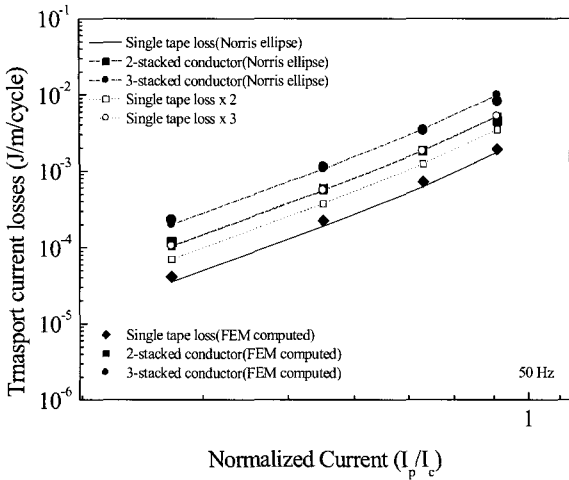 10^-1
Single tape loss(Norris ellipse)
2-stacked conductor(Norris ellipse)
3-stacked conductor(Norris ellipse)
Single tape loss x 2
Single tape loss x 3
10^-2
10^-3
10^-4
10^-5
10^-6
Trnasport current losses (J/m/cycle)
Single tape loss(FEM computed)
2-stacked conductor(FEM computed)
3-stacked conductor(FEM computed)
50 Hz
1
Normalized Current (I_p/I_c)